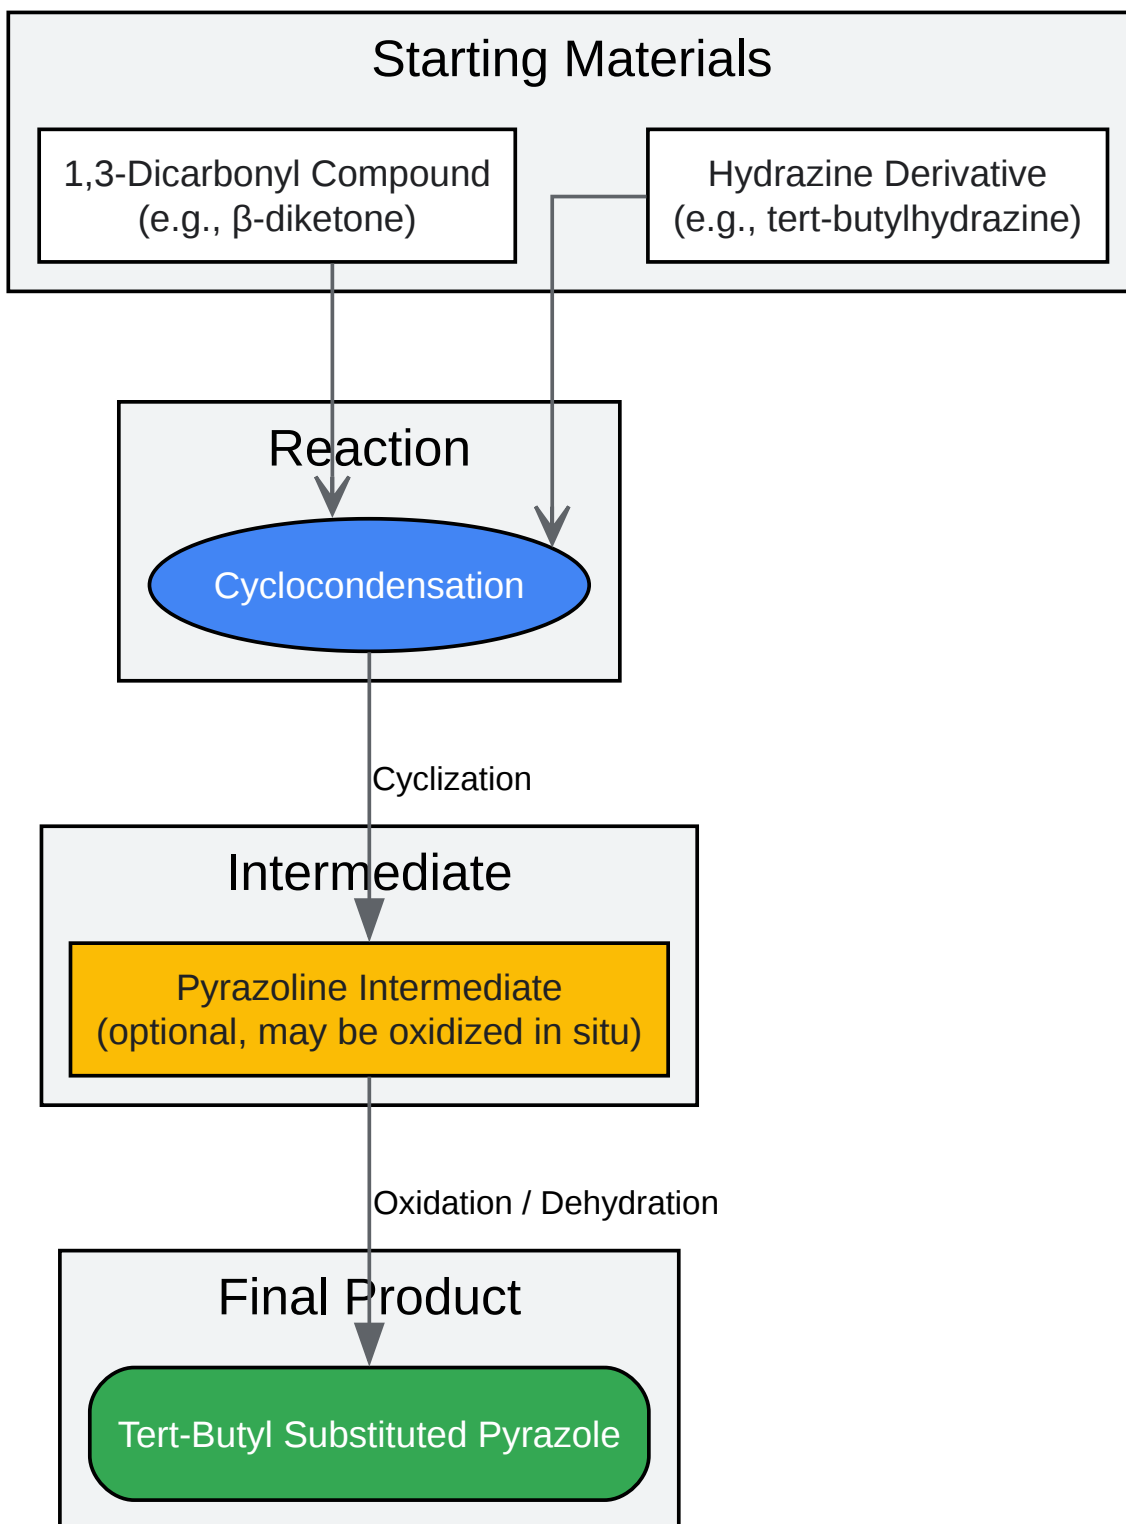 Starting Materials
1,3-Dicarbonyl Compound
(e.g., β-diketone)
Hydrazine Derivative
(e.g., tert-butylhydrazine)
Reaction
Cyclocondensation
Cyclization
Intermediate
Pyrazoline Intermediate
(optional, may be oxidized in situ)
Oxidation / Dehydration
Final Product
Tert-Butyl Substituted Pyrazole